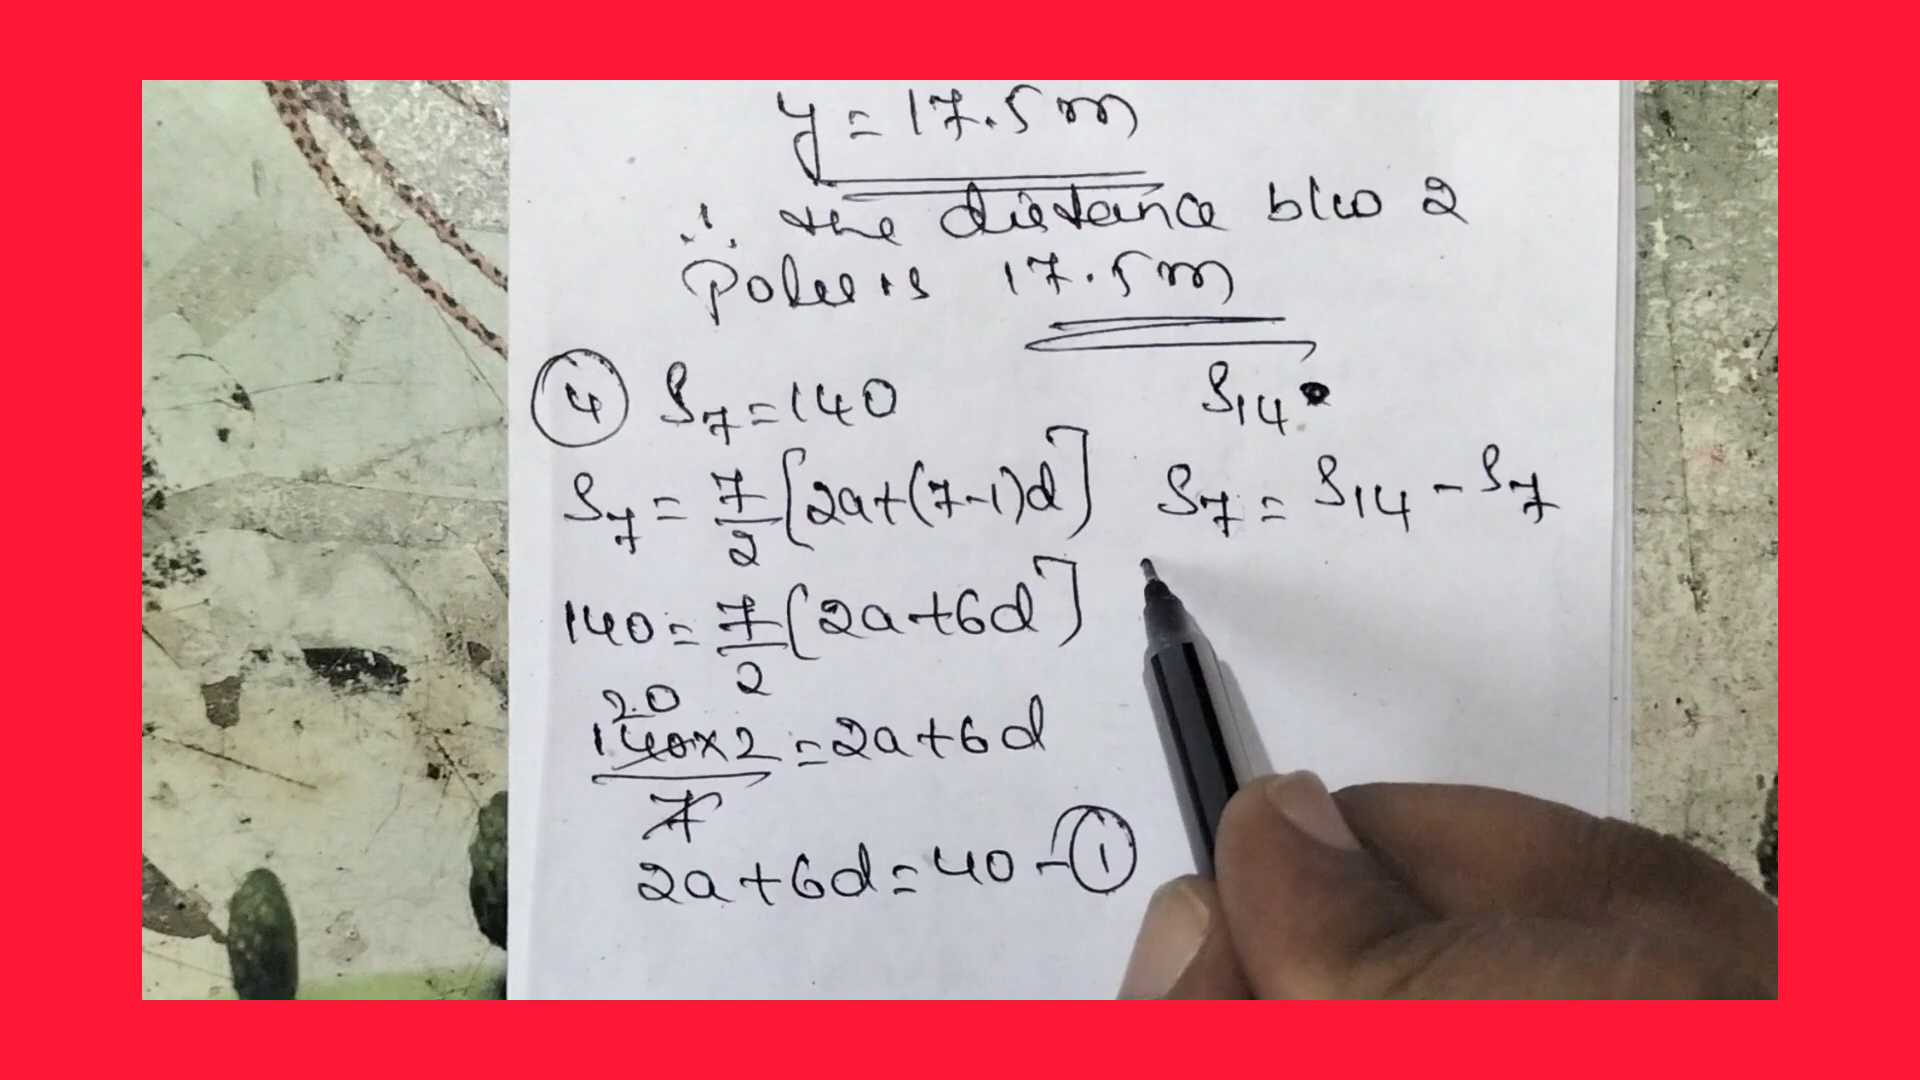 y = 17.5 m
∴ the distance b/w 2
Poles is 17.5 m
④ S7 = 140
S14
S7 = 7/2 [2a+(7-1)d]
S7 = S14 - S7
140 = 7/2 [2a+6d]
20
140×2/7 = 2a+6d
2a+6d = 40 - ①